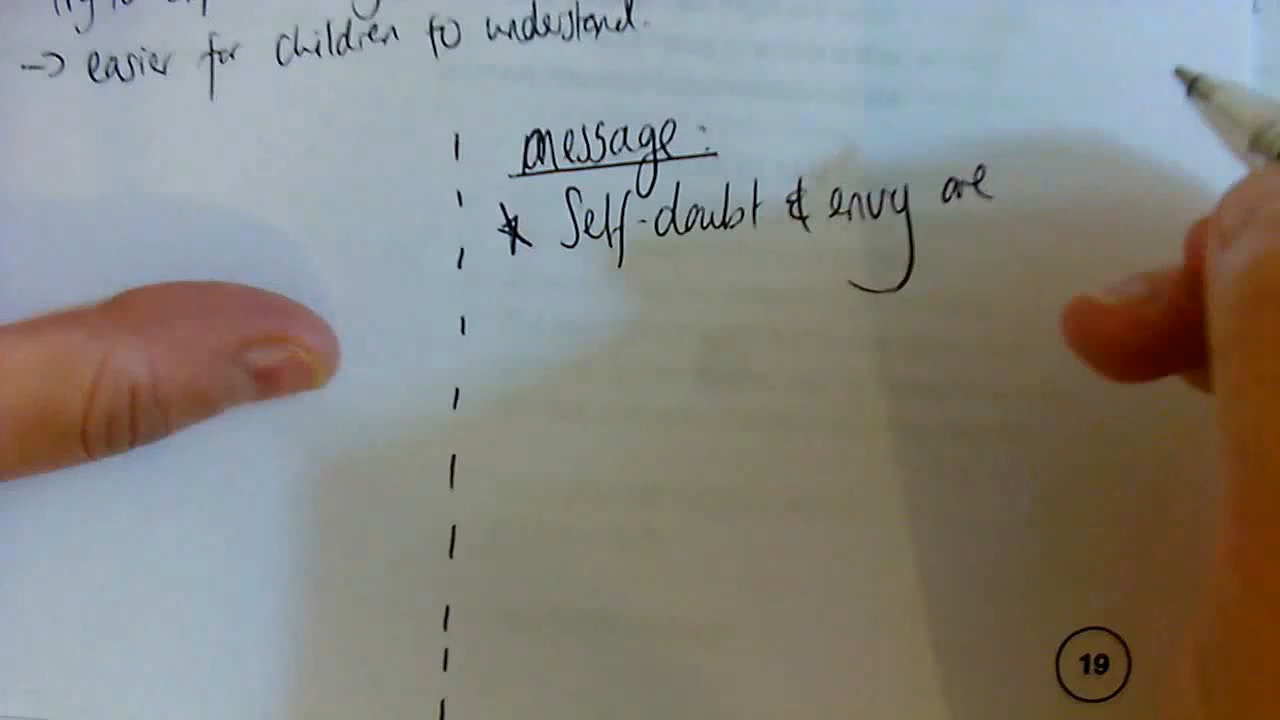 -> easier for children to understand.
message:
* Self-doubt & envy are
19